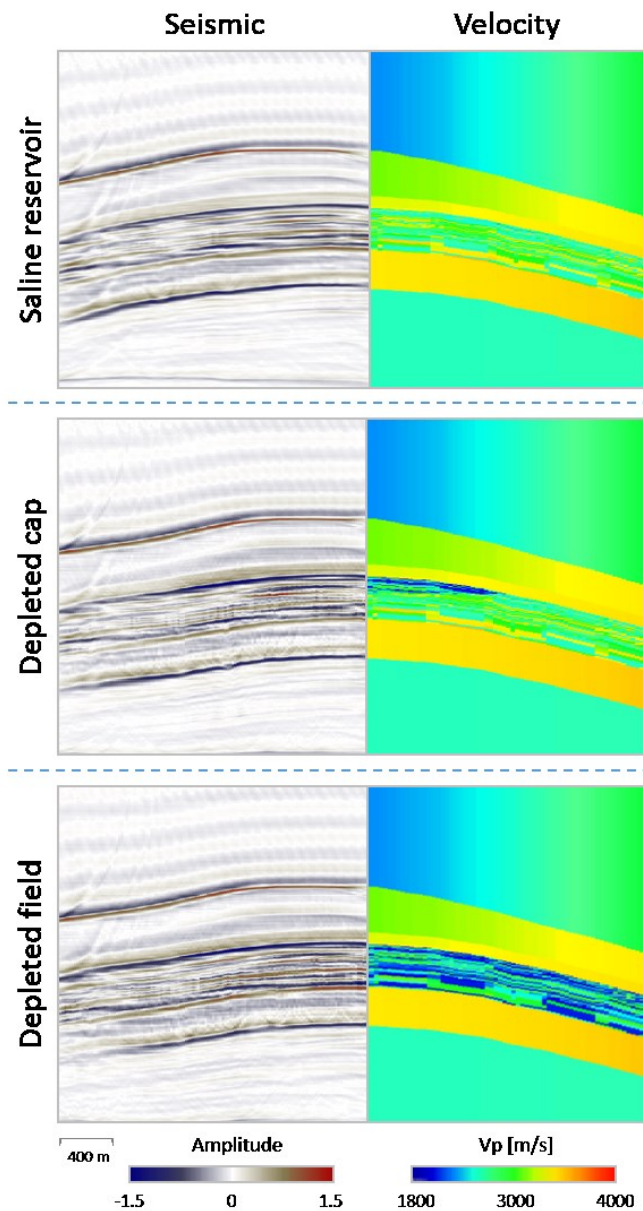 Seismic Velocity
Saline reservoir
Depleted cap
Depleted field
400 m
Amplitude
-1.5 0 1.5
Vp [m/s]
1800 3000 4000